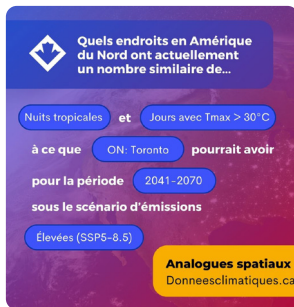 Quels endroits en Amérique
du Nord ont actuellement
un nombre similaire de...
Nuits tropicales et Jours avec Tmax > 30°C
à ce que ON: Toronto pourrait avoir
pour la période 2041-2070
sous le scénario d'émissions
Élevées (SSP5-8.5)
Analogues spatiaux
Donneesclimatiques.ca